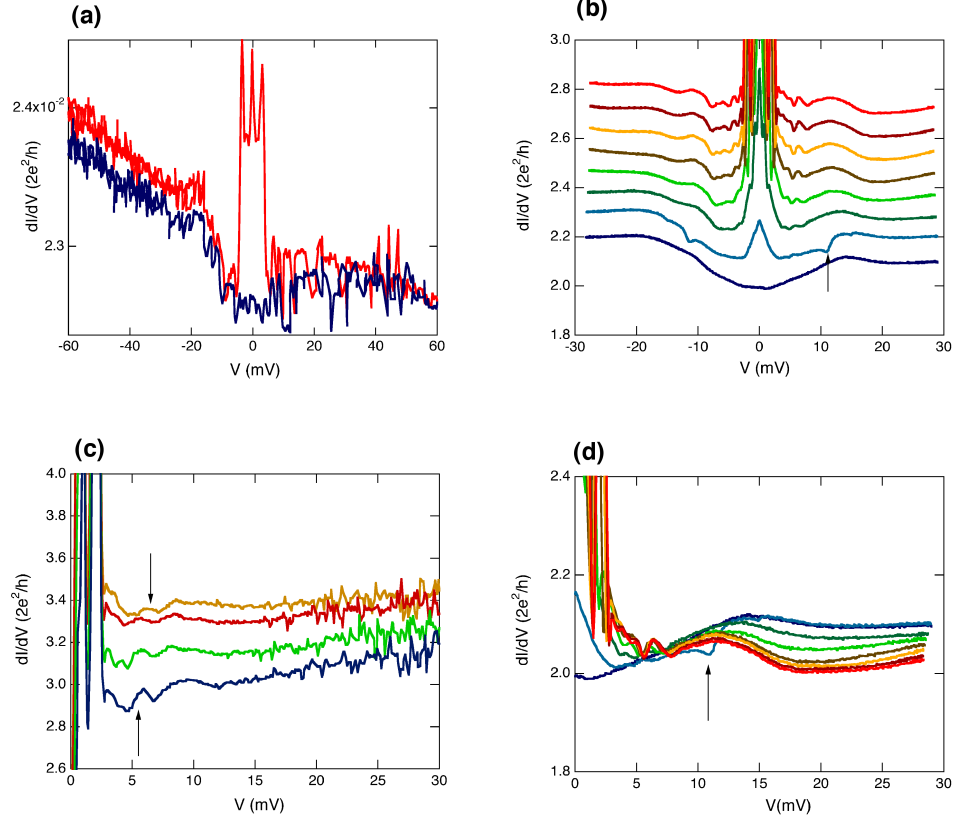 (a)
dI/dV (2e²/h)
2.4x10⁻²
2.3
-60 -40 -20 0 20 40 60
V (mV)
(b)
dI/dV (2e²/h)
3.0
2.8
2.6
2.4
2.2
2.0
1.8
-30 -20 -10 0 10 20 30
V (mV)
(c)
dI/dV (2e²/h)
4.0
3.8
3.6
3.4
3.2
3.0
2.9
2.6
0 5 10 15 20 25 30
V (mV)
(d)
dI/dV (2e²/h)
2.4
2.2
2.0
1.8
0 5 10 15 20 25 30
V(mV)